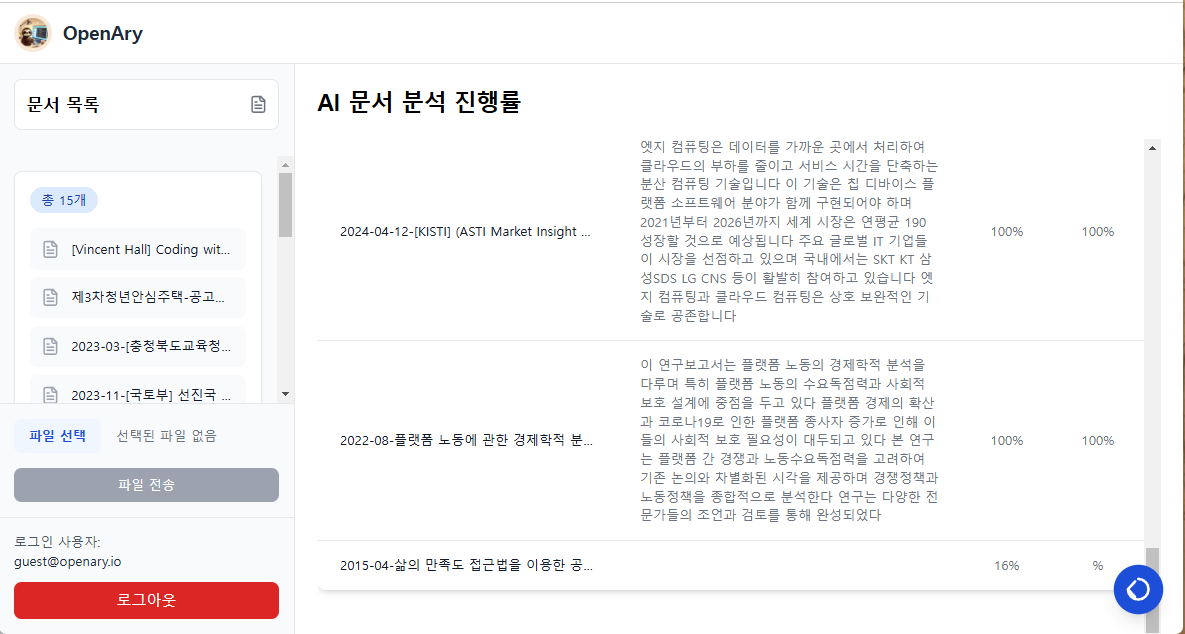 OpenAry
문서 목록
총 15개
[Vincent Hall] Coding wit...
제3차청년안심주택-공고...
2023-03-[충청북도교육청...
2023-11-[국토부] 선진국 ...
파일 선택 선택된 파일 없음
파일 전송
로그인 사용자:
guest@openary.io
로그아웃
AI 문서 분석 진행률
2024-04-12-[KISTI] (ASTI Market Insight ...
엣지 컴퓨팅은 데이터를 가까운 곳에서 처리하여
클라우드의 부하를 줄이고 서비스 시간을 단축하는
분산 컴퓨팅 기술입니다 이 기술은 칩 디바이스 플
랫폼 소프트웨어 분야가 함께 구현되어야 하며
2021년부터 2026년까지 세계 시장은 연평균 190
성장할 것으로 예상됩니다 주요 글로벌 IT 기업들
이 시장을 선점하고 있으며 국내에서는 SKT KT 삼
성SDS LG CNS 등이 활발히 참여하고 있습니다 엣
지 컴퓨팅과 클라우드 컴퓨팅은 상호 보완적인 기
술로 공존합니다
100% 100%
2022-08-플랫폼 노동에 관한 경제학적 분...
이 연구보고서는 플랫폼 노동의 경제학적 분석을
다루며 특히 플랫폼 노동의 수요독점력과 사회적
보호 설계에 중점을 두고 있다 플랫폼 경제의 확산
과 코로나19로 인한 플랫폼 종사자 증가로 인해 이
들의 사회적 보호 필요성이 대두되고 있다 본 연구
는 플랫폼 간 경쟁과 노동수요독점력을 고려하여
기존 논의와 차별화된 시각을 제공하며 경쟁정책과
노동정책을 종합적으로 분석한다 연구는 다양한 전
문가들의 조언과 검토를 통해 완성되었다
100% 100%
2015-04-삶의 만족도 접근법을 이용한 공...
16% %